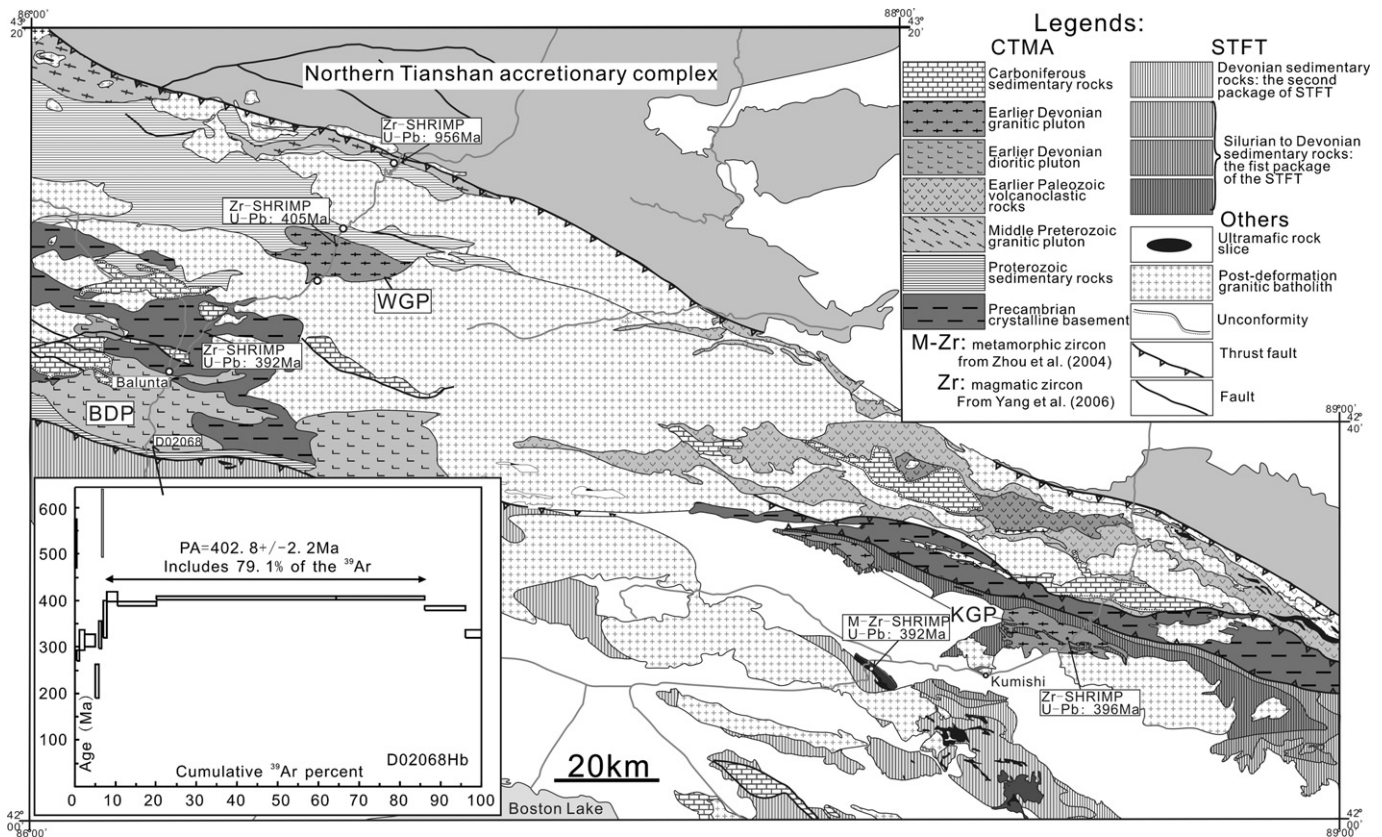 86°00′
43°
20′
88°00′
43°
20′
Northern Tianshan accretionary complex
Zr-SHRIMP
U-Pb: 956Ma
Zr-SHRIMP
U-Pb: 405Ma
WGP
Zr-SHRIMP
U-Pb: 392Ma
Balunta
BDP
D02068
Legends:
CTMA
Carboniferous
sedimentary rocks
Earlier Devonian
granitic pluton
Earlier Devonian
dioritic pluton
Earlier Paleozoic
volcanoclastic
rocks
Middle Preterozoic
granitic pluton
Proterozoic
sedimentary rocks
Precambrian
crystalline basement
M-Zr: metamorphic zircon
from Zhou et al. (2004)
Zr: magmatic zircon
From Yang et al. (2006)
STFT
Devonian sedimentary
rocks: the second
package of STFT
Silurian to Devonian
sedimentary rocks:
the fist package
of the STFT
Others
Ultramafic rock
slice
Post-deformation
granitic batholith
Unconformity
Thrust fault
Fault
89°00′
42°
40′
600
500
400
300
200
100
Age (Ma)
PA=402.8+/-2.2Ma
Includes 79.1% of the ³⁹Ar
D02068Hb
0 10 20 30 40 50 60 70 80 90 100
Cumulative ³⁹Ar percent
M-Zr-SHRIMP
U-Pb: 392Ma
KGP
Kumishi
Zr-SHRIMP
U-Pb: 396Ma
20km
Boston Lake
42°
00′
86°00′
42°
00′
89°00′